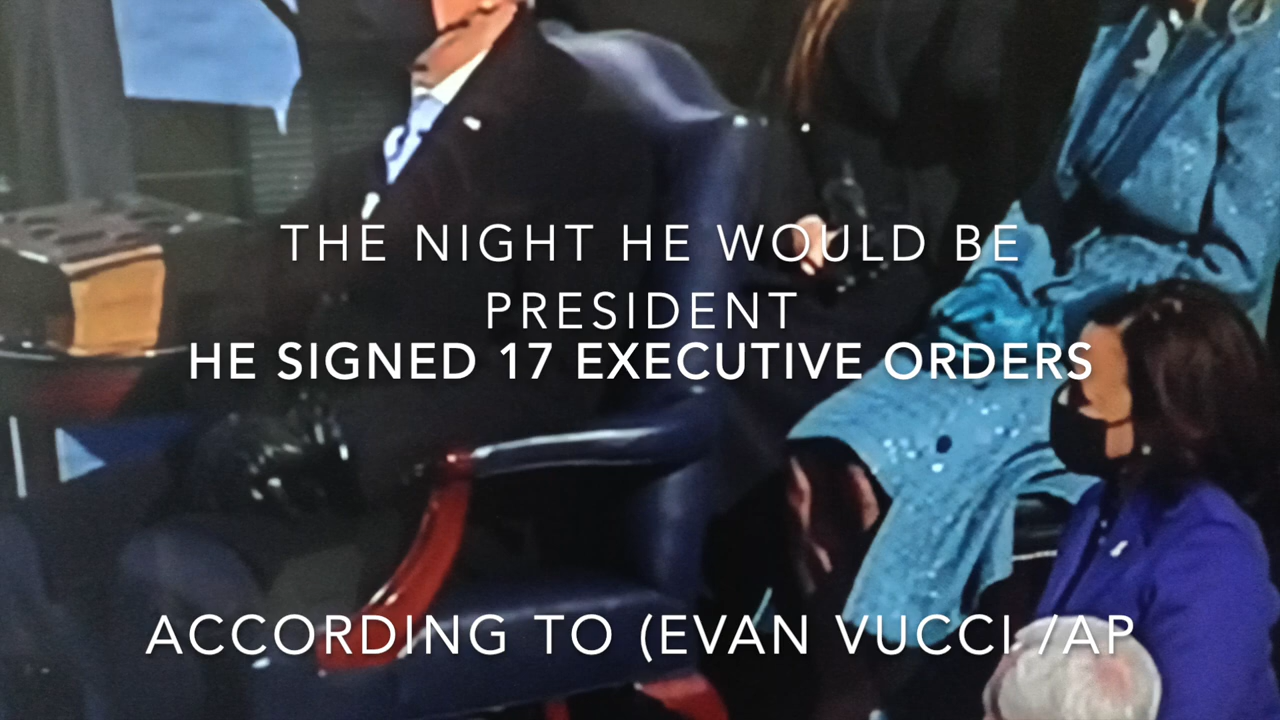 THE NIGHT HE WOULD BE
PRESIDENT
HE SIGNED 17 EXECUTIVE ORDERS
ACCORDING TO (EVAN VUCCI /AP